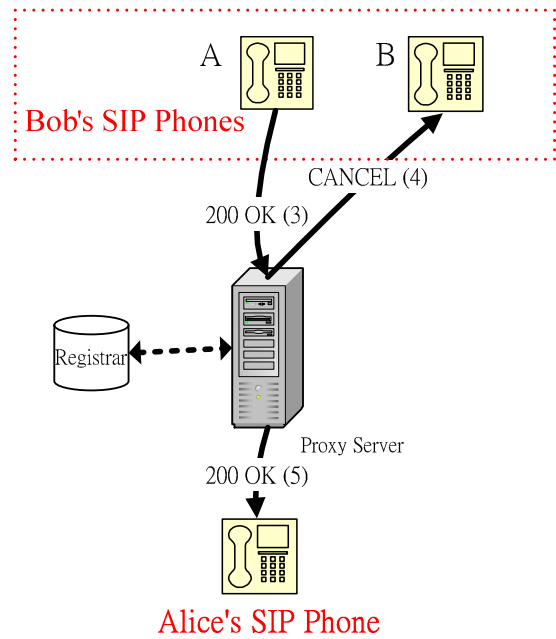 A
B
Bob's SIP Phones
CANCEL (4)
200 OK (3)
Registrar
Proxy Server
200 OK (5)
Alice's SIP Phone